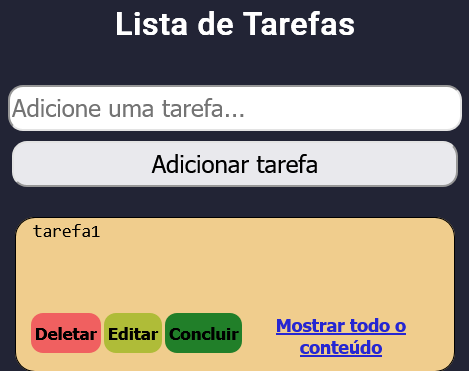 Lista de Tarefas
Adicione uma tarefa...
Adicionar tarefa
tarefa1
Deletar Editar Concluir
Mostrar todo o
conteúdo